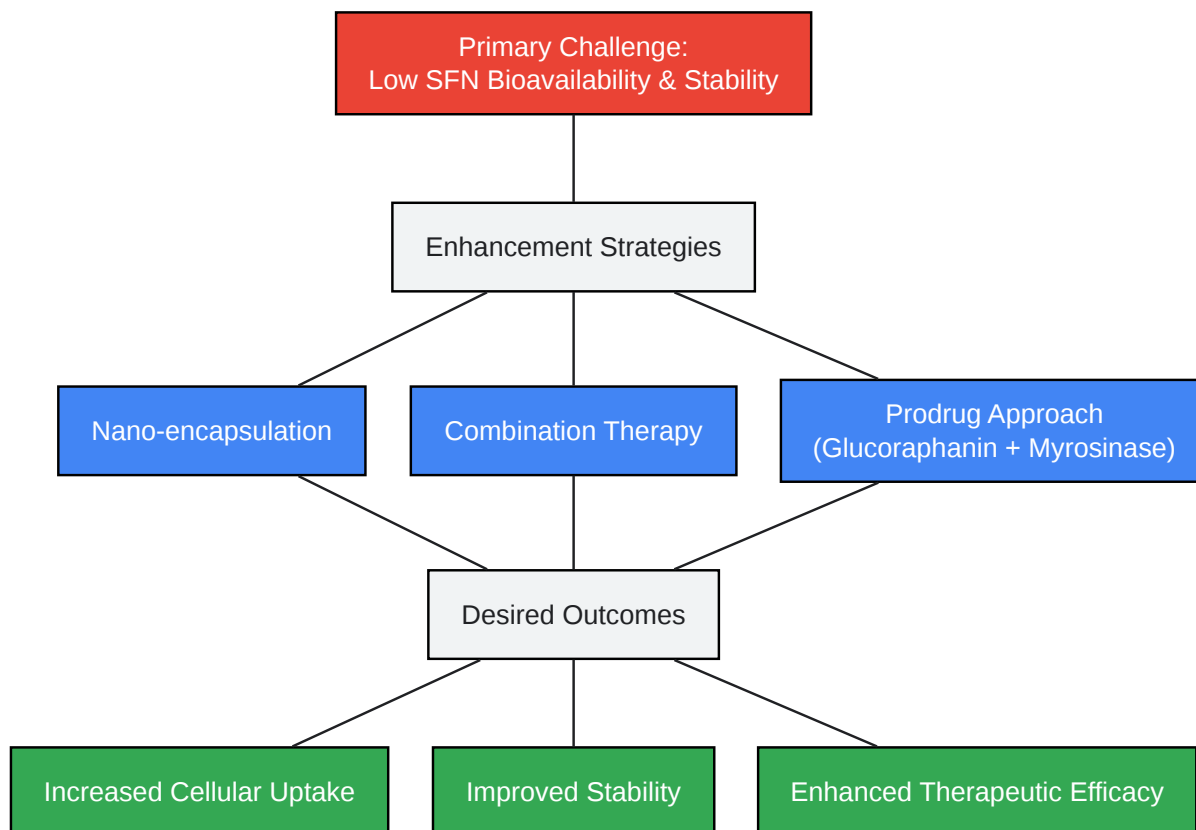 Primary Challenge:
Low SFN Bioavailability & Stability
Enhancement Strategies
Nano-encapsulation
Combination Therapy
Prodrug Approach
(Glucoraphanin + Myrosinase)
Desired Outcomes
Increased Cellular Uptake
Improved Stability
Enhanced Therapeutic Efficacy